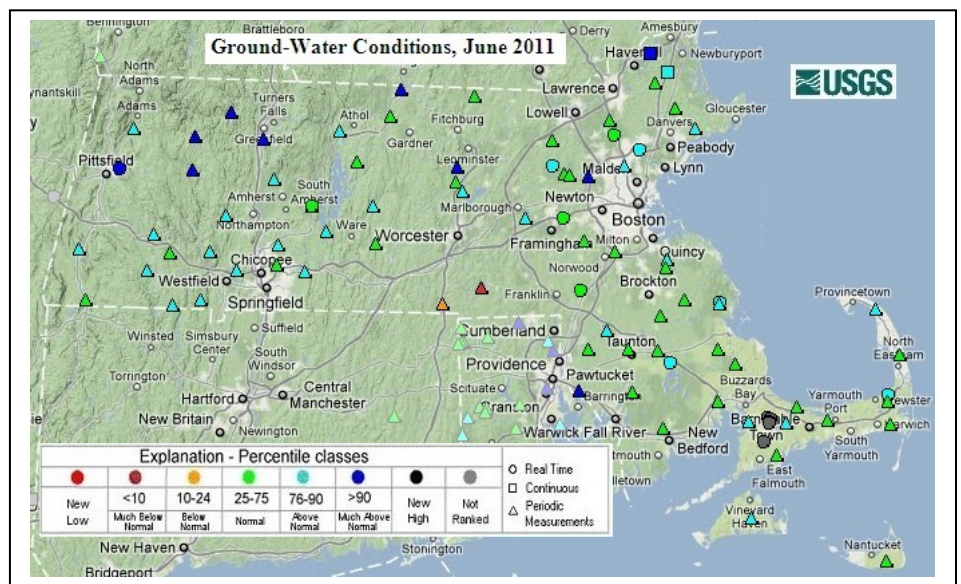 Bennington
Brattleboro
Derry
Amesbury
Ground-Water Conditions, June 2011
Newburyport
USGS
North
Adams
Adams
Turners
Falls
Lawrence
Athol
Fitchburg
Lowell
Gloucester
Danvers
Greenfield
Gardner
Peabody
Pittsfield
Leominster
Lynn
Amherst
South
Amherst
Marlborough
Newton
Northampton
Ware
Worcester
Boston
Framingham
Milton
Quincy
Chicopee
Norwood
Westfield
Springfield
Franklin
Brockton
Provincetown
Winsted
Simsbury
Center
Suffield
Cumberland
Taunton
North
Eastham
South
Windsor
Providence
Torrington
Scituate
Pawtucket
Buzzards
Bay
Yarmouth
Port
Hartford
Central
Manchester
Cranston
Barrington
New Britain
Newington
Warwick
Fall River
New
Bedford
South
Yarmouth
East
Falmouth
Explanation - Percentile classes
<10
10-24
25-75
76-90
>90
New
Low
Much Below
Normal
Below
Normal
Normal
Above
Normal
Much Above
Normal
New
High
Not
Ranked
Real Time
Continuous
Periodic
Measurements
Vineyard
Haven
New Haven
Stonington
Nantucket
Bridgeport